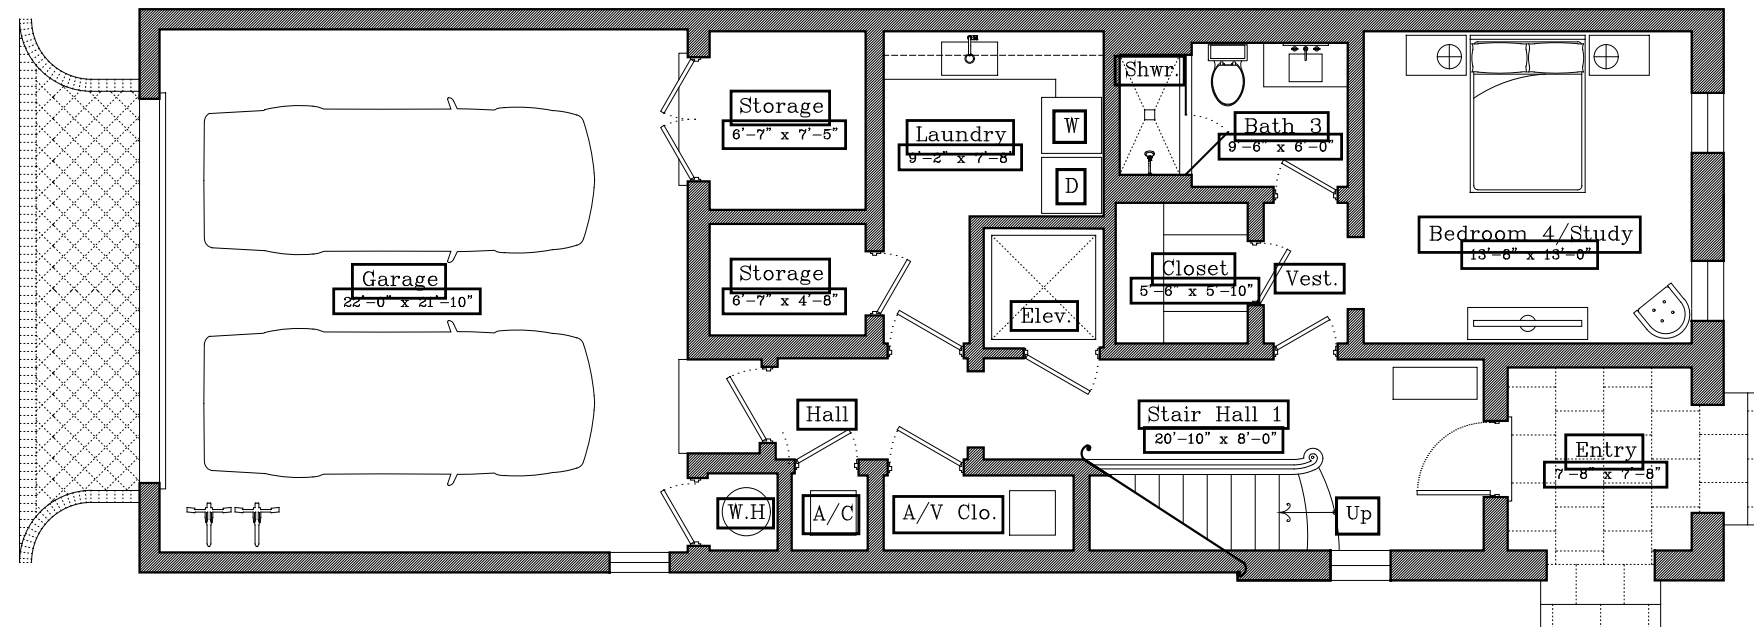 Shwr.
Storage
6'-7" x 7'-5"
Laundry
9'-2" x 7'-8"
W
D
Bath 3
9'-6" x 6'-0"
Bedroom 4/Study
13'-8" x 13'-0"
Garage
22'-0" x 21'-10"
Storage
6'-7" x 4'-8"
Elev.
Closet
5'-6" x 5'-10"
Vest.
Hall
Stair Hall 1
20'-10" x 8'-0"
Entry
7'-8" x 7'-8"
W.H
A/C
A/V Clo.
Up